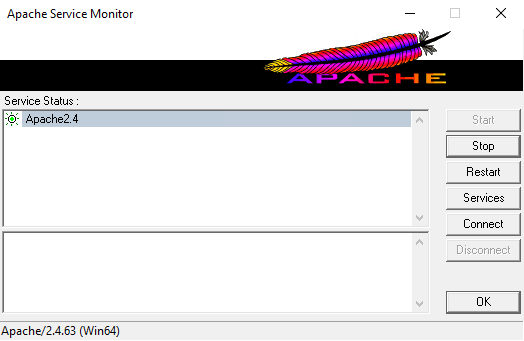 Apache Service Monitor
APACHE
Service Status :
Apache2.4
Start
Stop
Restart
Services
Connect
Disconnect
OK
Apache/2.4.63 (Win64)